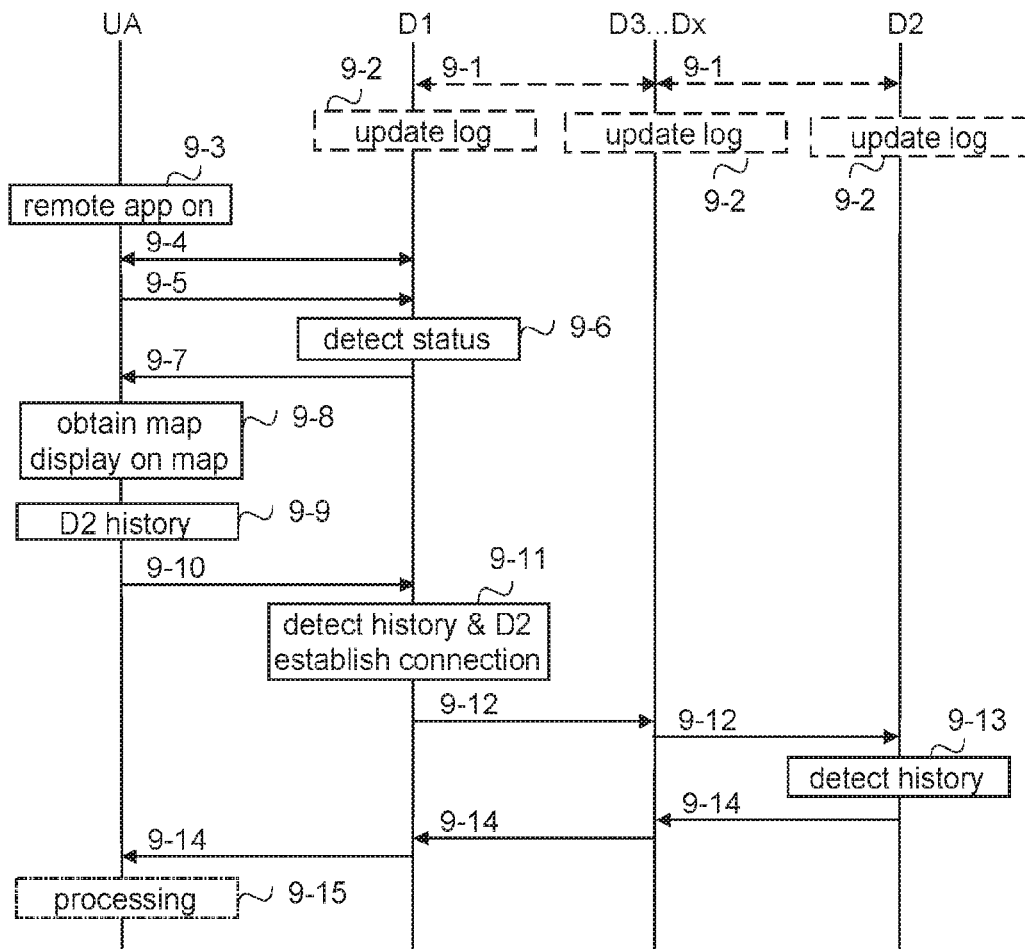 UA D1 D3...Dx D2
9-2 9-1 9-1
update log update log update log
9-3 9-2 9-2
remote app on
9-4
9-5
detect status 9-6
9-7
obtain map 9-8
display on map
D2 history 9-9
9-10 9-11
detect history & D2
establish connection
9-12 9-12 9-13
detect history
9-14 9-14
9-14
processing 9-15